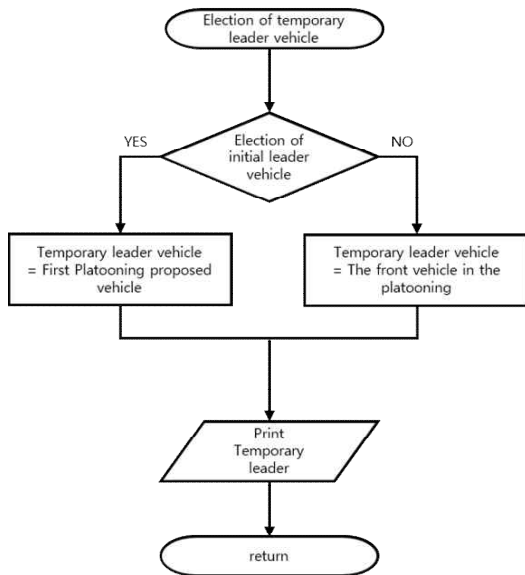 Election of temporary
leader vehicle
YES
Election of
initial leader
vehicle
NO
Temporary leader vehicle
= First Platooning proposed
vehicle
Temporary leader vehicle
= The front vehicle in the
platooning
Print
Temporary
leader
return